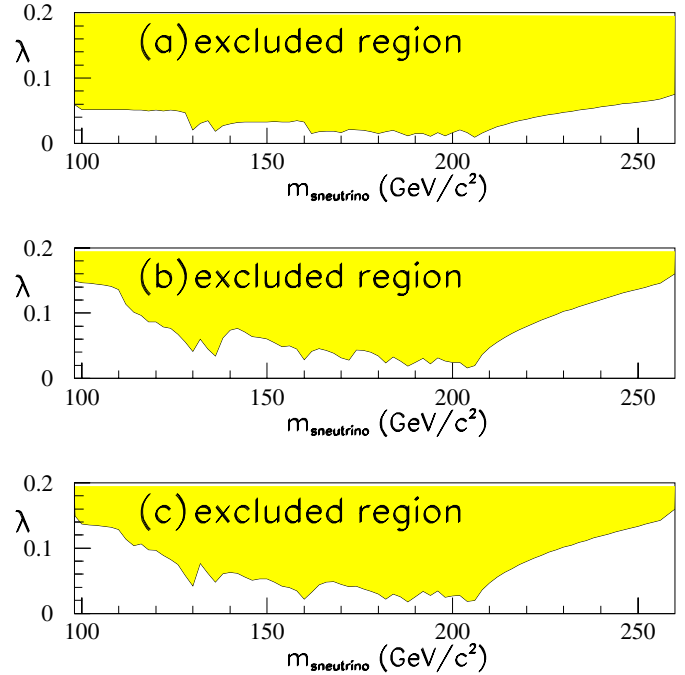 (a) excluded region
λ
0.2
0.1
0
100 150 200 250
m_sneutrino (GeV/c²)
(b) excluded region
λ
0.2
0.1
0
100 150 200 250
m_sneutrino (GeV/c²)
(c) excluded region
λ
0.2
0.1
0
100 150 200 250
m_sneutrino (GeV/c²)